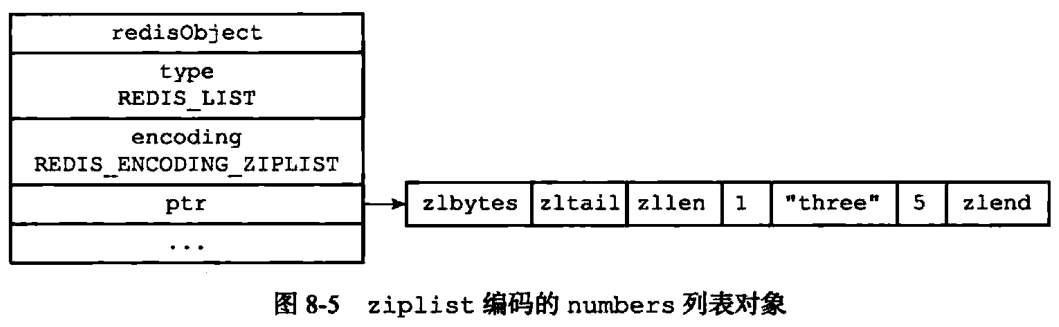 redisObject
type
REDIS_LIST
encoding
REDIS_ENCODING_ZIPLIST
ptr
zlbytes zltail zllen 1 "three" 5 zlend
...
图 8-5 ziplist 编码的 numbers 列表对象